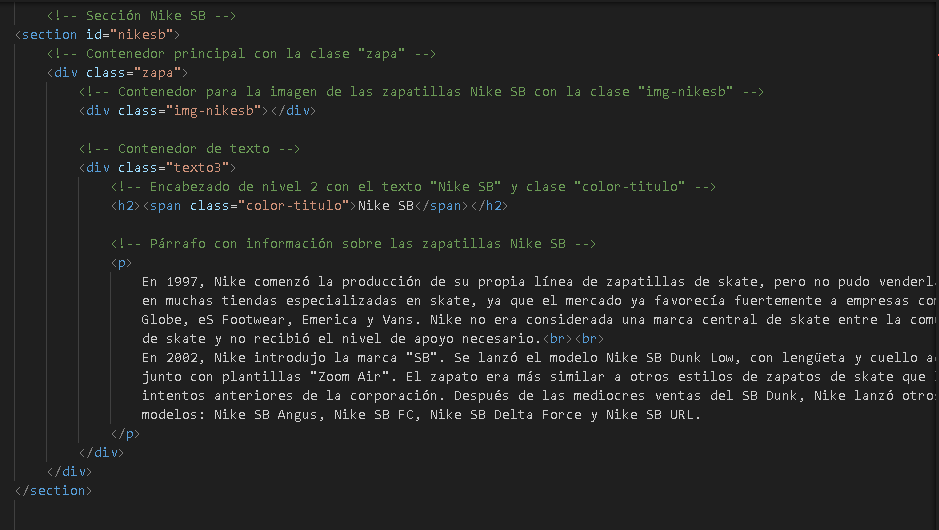 <!-- Sección Nike SB -->
<section id="nikesb">
<!-- Contenedor principal con la clase "zapa" -->
<div class="zapa">
<!-- Contenedor para la imagen de las zapatillas Nike SB con la clase "img-nikesb" -->
<div class="img-nikesb"></div>
<!-- Contenedor de texto -->
<div class="texto3">
<!-- Encabezado de nivel 2 con el texto "Nike SB" y clase "color-titulo" -->
<h2><span class="color-titulo">Nike SB</span></h2>
<!-- Párrafo con información sobre las zapatillas Nike SB -->
<p>
En 1997, Nike comenzó la producción de su propia línea de zapatillas de skate, pero no pudo
en muchas tiendas especializadas en skate, ya que el mercado ya favorecía fuertemente a empresas
Globe, eS Footwear, Emerica y Vans. Nike no era considerada una marca central de skate entre la
de skate y no recibió el nivel de apoyo necesario.<br><br>
En 2002, Nike introdujo la marca "SB". Se lanzó el modelo Nike SB Dunk Low, con lengüeta y cuello
junto con plantillas "Zoom Air". El zapato era más similar a otros estilos de zapatos de skate que
intentos anteriores de la corporación. Después de las mediocres ventas del SB Dunk, Nike lanzó
modelos: Nike SB Angus, Nike SB FC, Nike SB Delta Force y Nike SB URL.
</p>
</div>
</div>
</section>